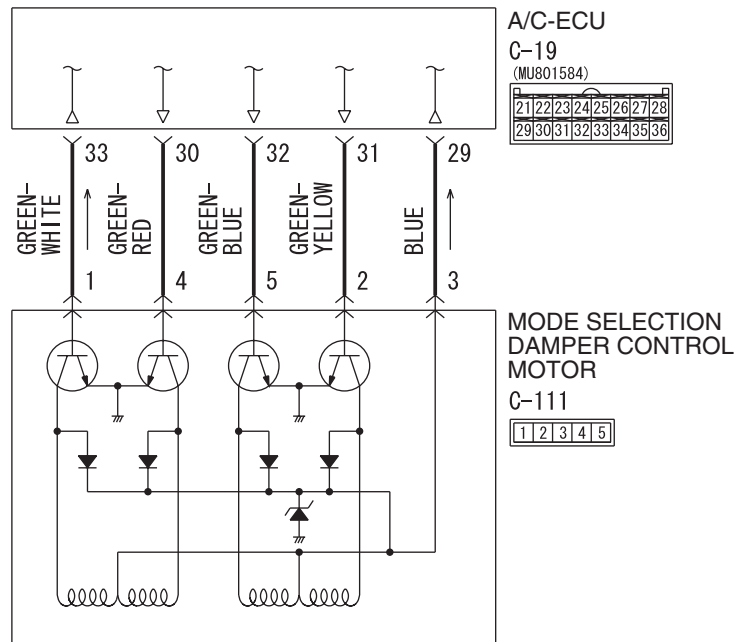 A/C-ECU
C-19
(MU801584)
21 22 23 24 25 26 27 28
29 30 31 32 33 34 35 36
33 30 32 31 29
GREEN-
WHITE
GREEN-
RED
GREEN-
BLUE
GREEN-
YELLOW
BLUE
1 4 5 2 3
MODE SELECTION
DAMPER CONTROL
MOTOR
C-111
1 2 3 4 5